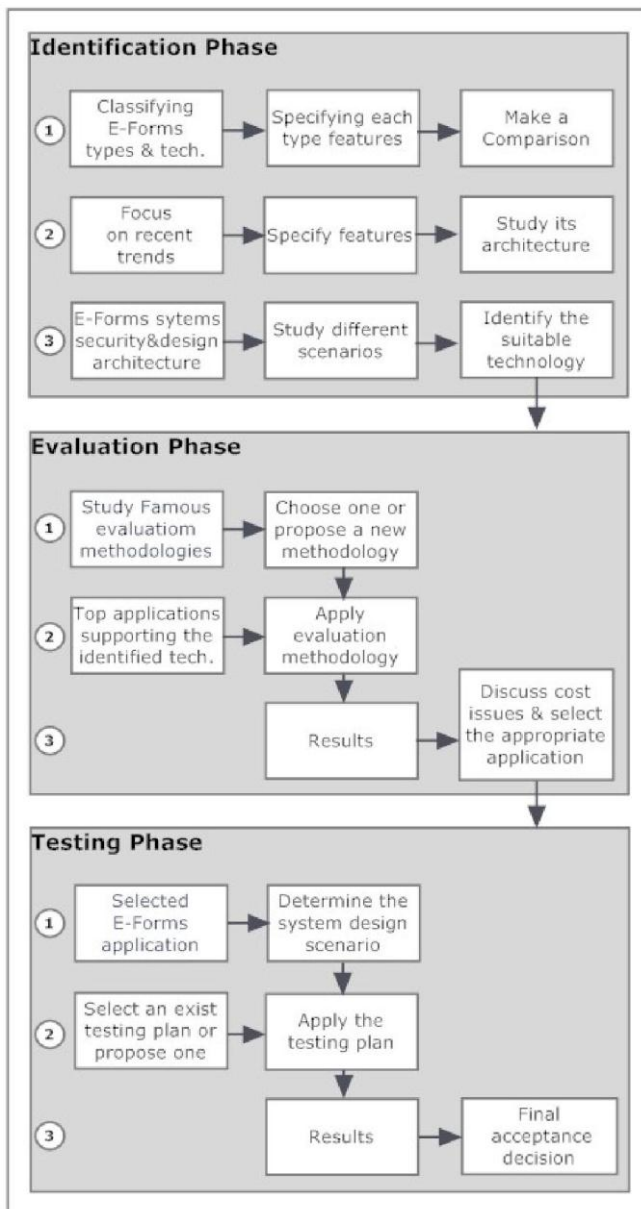 Identification Phase
1
Classifying
E-Forms
types & tech.
Specifying each
type features
Make a
Comparison
2
Focus
on recent
trends
Specify features
Study its
architecture
3
E-Forms sytems
security&design
architecture
Study different
scenarios
Identify the
suitable
technology
Evaluation Phase
1
Study Famous
evaluatiom
methodologies
Choose one or
propose a new
methodology
2
Top applications
supporting the
identified tech.
Apply
evaluation
methodology
3
Results
Discuss cost
issues & select
the appropriate
application
Testing Phase
1
Selected
E-Forms
application
Determine the
system design
scenario
2
Select an exist
testing plan or
propose one
Apply the
testing plan
3
Results
Final
acceptance
decision